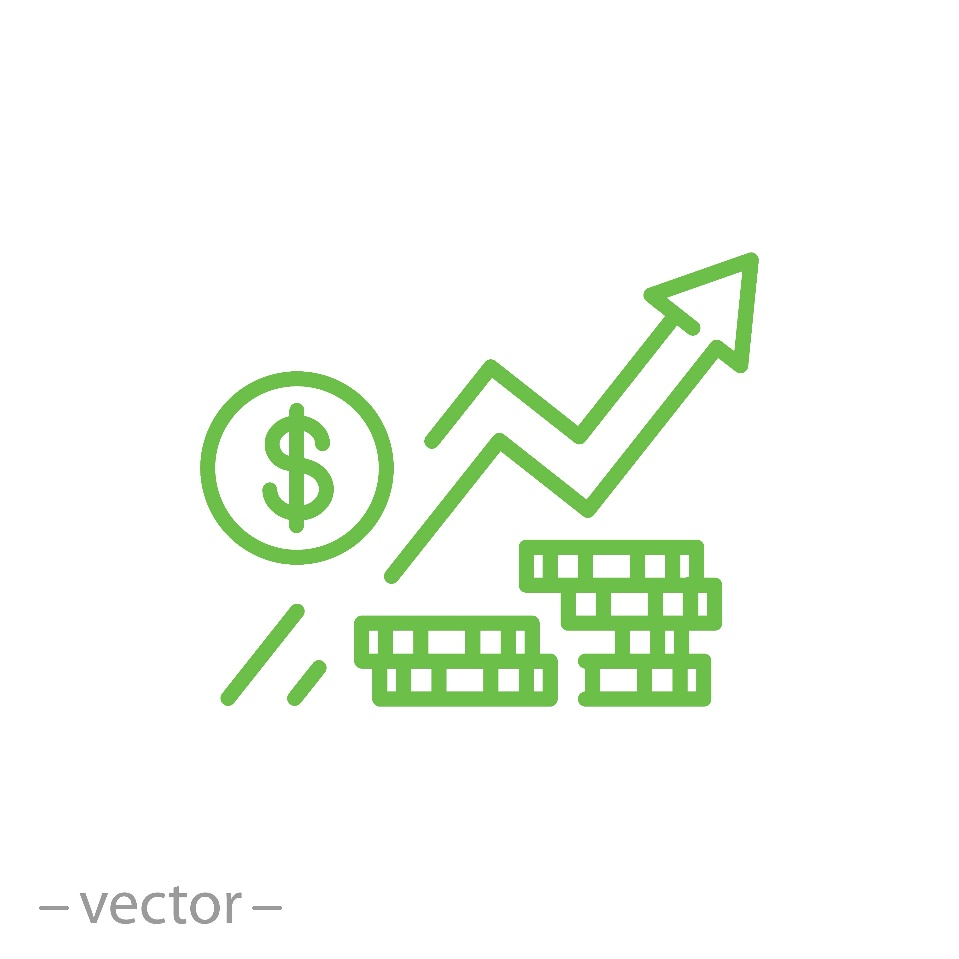 $
– vector –